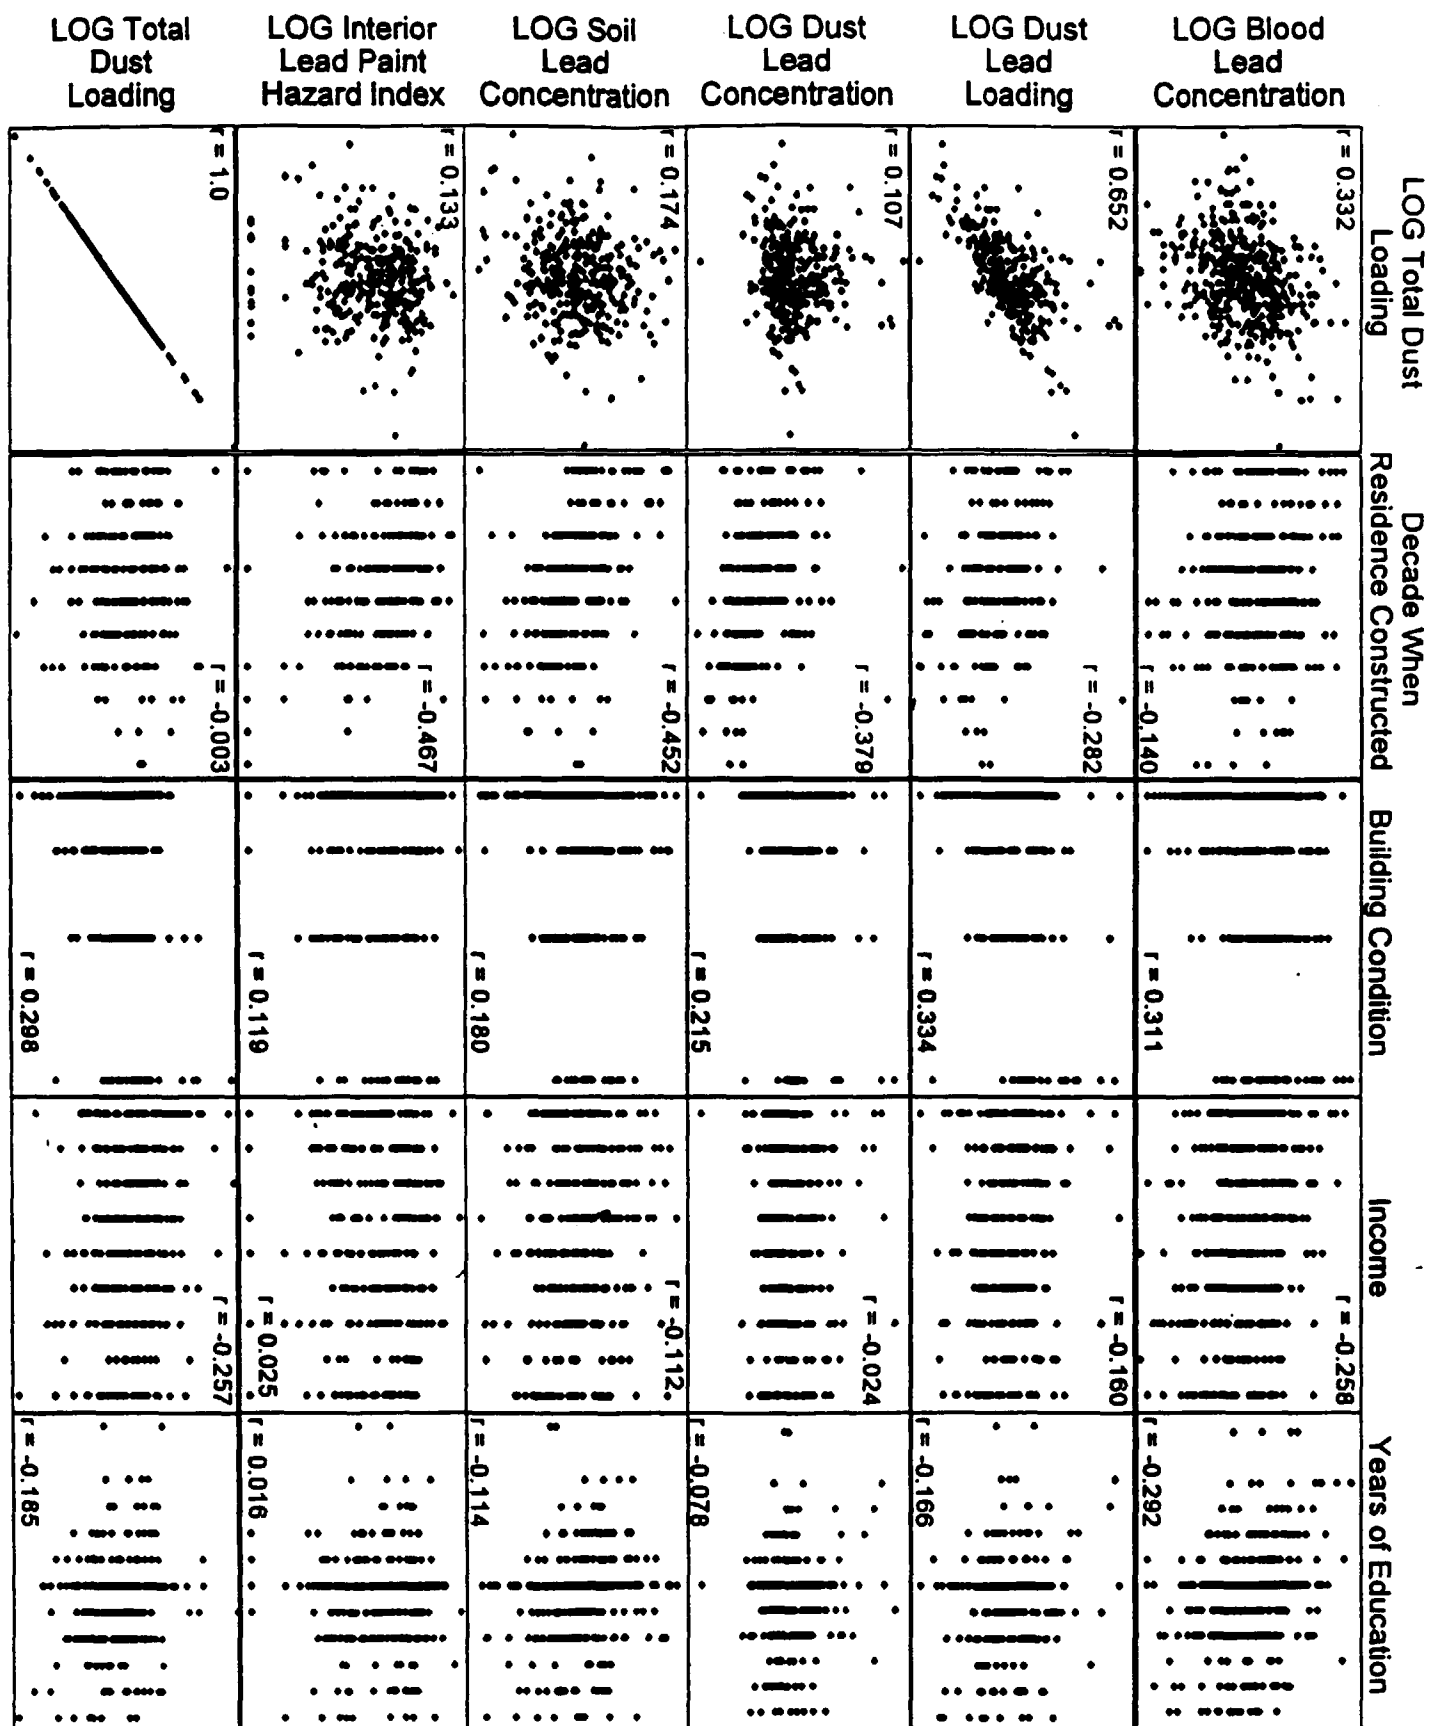 LOG Total
Dust
Loading
LOG Interior
Lead Paint
Hazard Index
LOG Soil
Lead
Concentration
LOG Dust
Lead
Concentration
LOG Dust
Lead
Loading
LOG Blood
Lead
Concentration
LOG Total Dust
Loading
r = 1.0
r = 0.133
r = 0.174
r = 0.107
r = 0.652
r = 0.332
Decade When
Residence Constructed
r = -0.003
r = -0.467
r = -0.452
r = -0.379
r = -0.282
r = -0.140
Building Condition
r = 0.298
r = 0.119
r = 0.180
r = 0.215
r = 0.334
r = 0.311
Income
r = -0.257
r = 0.025
r = -0.112
r = -0.024
r = -0.160
r = -0.258
Years of Education
r = -0.185
r = 0.016
r = -0.114
r = -0.078
r = -0.166
r = -0.292